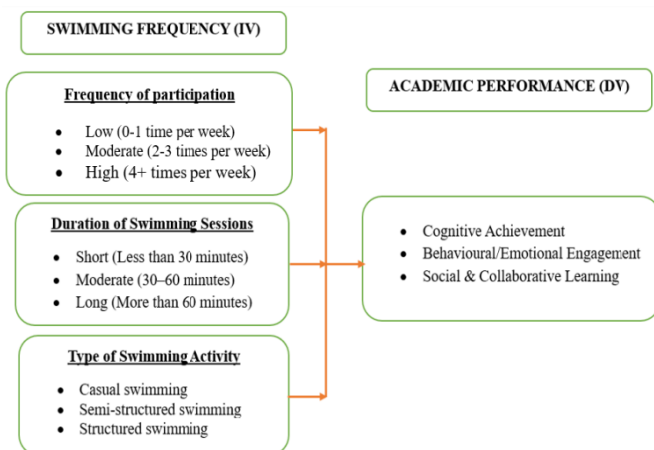 SWIMMING FREQUENCY (IV)
Frequency of participation
• Low (0-1 time per week)
• Moderate (2-3 times per week)
• High (4+ times per week)
Duration of Swimming Sessions
• Short (Less than 30 minutes)
• Moderate (30–60 minutes)
• Long (More than 60 minutes)
Type of Swimming Activity
• Casual swimming
• Semi-structured swimming
• Structured swimming
ACADEMIC PERFORMANCE (DV)
• Cognitive Achievement
• Behavioural/Emotional Engagement
• Social & Collaborative Learning